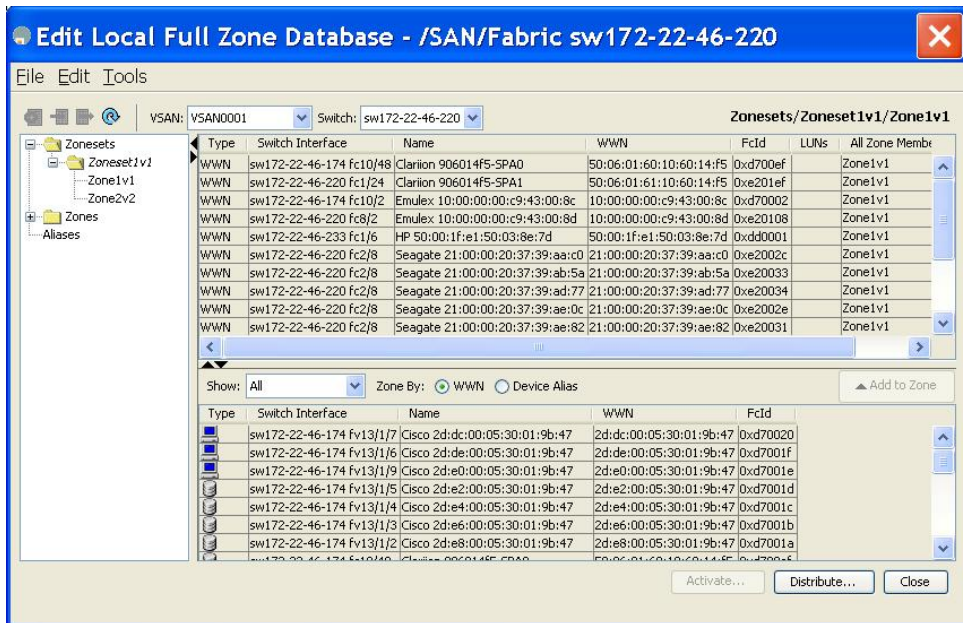 Edit Local Full Zone Database - /SAN/Fabric sw172-22-46-220
File Edit Tools
VSAN: VSAN0001 Switch: sw172-22-46-220 Zonesets/Zoneset1v1/Zone1v1
Zonesets
Zoneset1v1
Zone1v1
Zone2v2
Zones
Aliases
Type Switch Interface Name WWN FcId LUNs All Zone Membe
WWN sw172-22-46-174 fc10/48 Clariion 906014f5-SPA0 50:06:01:60:10:60:14:f5 0xd700ef Zone1v1
WWN sw172-22-46-220 fc1/24 Clariion 906014f5-SPA1 50:06:01:61:10:60:14:f5 0xe201ef Zone1v1
WWN sw172-22-46-174 fc10/2 Emulex 10:00:00:00:c9:43:00:8c 10:00:00:00:c9:43:00:8c 0xd70002 Zone1v1
WWN sw172-22-46-220 fc8/2 Emulex 10:00:00:00:c9:43:00:8d 10:00:00:00:c9:43:00:8d 0xe20108 Zone1v1
WWN sw172-22-46-233 fc1/6 HP 50:00:1f:e1:50:03:8e:7d 50:00:1f:e1:50:03:8e:7d 0xdd0001 Zone1v1
WWN sw172-22-46-220 fc2/8 Seagate 21:00:00:20:37:39:aa:c0 21:00:00:20:37:39:aa:c0 0xe2002c Zone1v1
WWN sw172-22-46-220 fc2/8 Seagate 21:00:00:20:37:39:ab:5a 21:00:00:20:37:39:ab:5a 0xe20033 Zone1v1
WWN sw172-22-46-220 fc2/8 Seagate 21:00:00:20:37:39:ad:77 21:00:00:20:37:39:ad:77 0xe20034 Zone1v1
WWN sw172-22-46-220 fc2/8 Seagate 21:00:00:20:37:39:ae:0c 21:00:00:20:37:39:ae:0c 0xe2002e Zone1v1
WWN sw172-22-46-220 fc2/8 Seagate 21:00:00:20:37:39:ae:82 21:00:00:20:37:39:ae:82 0xe20031 Zone1v1
Show: All Zone By: WWN Device Alias Add to Zone
Type Switch Interface Name WWN FcId
sw172-22-46-174 fv13/1/7 Cisco 2d:dc:00:05:30:01:9b:47 2d:dc:00:05:30:01:9b:47 0xd70020
sw172-22-46-174 fv13/1/6 Cisco 2d:de:00:05:30:01:9b:47 2d:de:00:05:30:01:9b:47 0xd7001f
sw172-22-46-174 fv13/1/9 Cisco 2d:e0:00:05:30:01:9b:47 2d:e0:00:05:30:01:9b:47 0xd7001e
sw172-22-46-174 fv13/1/5 Cisco 2d:e2:00:05:30:01:9b:47 2d:e2:00:05:30:01:9b:47 0xd7001d
sw172-22-46-174 fv13/1/4 Cisco 2d:e4:00:05:30:01:9b:47 2d:e4:00:05:30:01:9b:47 0xd7001c
sw172-22-46-174 fv13/1/3 Cisco 2d:e6:00:05:30:01:9b:47 2d:e6:00:05:30:01:9b:47 0xd7001b
sw172-22-46-174 fv13/1/2 Cisco 2d:e8:00:05:30:01:9b:47 2d:e8:00:05:30:01:9b:47 0xd7001a
Activate... Distribute... Close